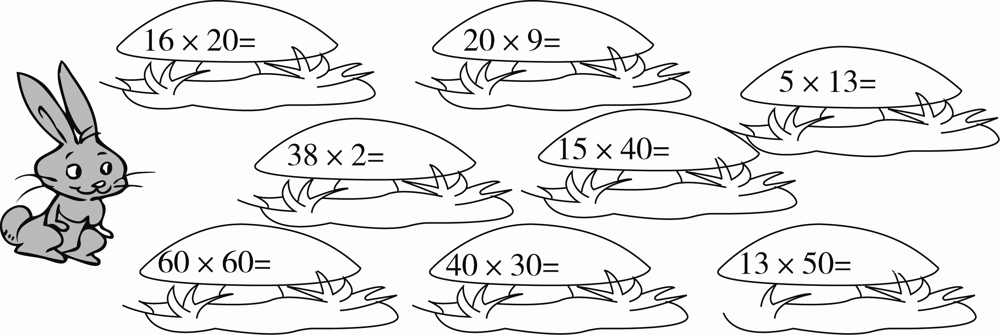 16 × 20=
20 × 9=
5 × 13=
38 × 2=
15 × 40=
60 × 60=
40 × 30=
13 × 50=